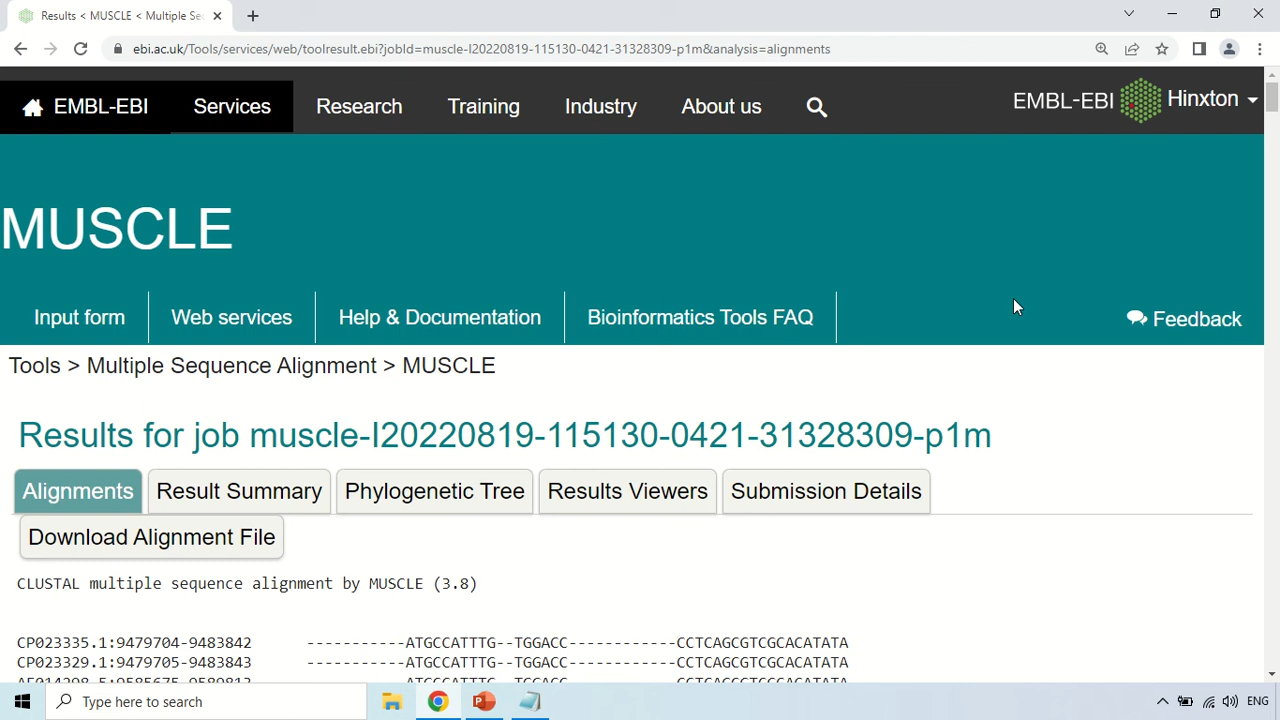 Results < MUSCLE < Multiple Se
ebi.ac.uk/Tools/services/web/toolresult.ebi?jobId=muscle-I20220819-115130-0421-31328309-p1m&analysis=alignments
EMBL-EBI Services Research Training Industry About us EMBL-EBI Hinxton
MUSCLE
Input form Web services Help & Documentation Bioinformatics Tools FAQ Feedback
Tools > Multiple Sequence Alignment > MUSCLE
Results for job muscle-I20220819-115130-0421-31328309-p1m
Alignments Result Summary Phylogenetic Tree Results Viewers Submission Details
Download Alignment File
CLUSTAL multiple sequence alignment by MUSCLE (3.8)
CP023335.1:9479704-9483842 -----------ATGCCATTTG--TGGACC------------CCTCAGCGTCGCACATATA
CP023329.1:9479705-9483843 -----------ATGCCATTTG--TGGACC------------CCTCAGCGTCGCACATATA
Type here to search ENG